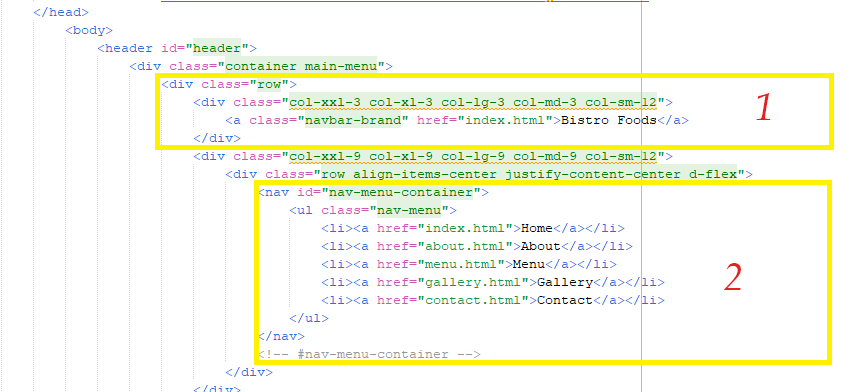 </head>
<body>
<header id="header">
<div class="container main-menu">
<div class="row">
<div class="col-xxl-3 col-xl-3 col-lg-3 col-md-3 col-sm-12">
<a class="navbar-brand" href="index.html">Bistro Foods</a>
</div>
1
<div class="col-xxl-9 col-xl-9 col-lg-9 col-md-9 col-sm-12">
<div class="row align-items-center justify-content-center d-flex">
<nav id="nav-menu-container">
<ul class="nav-menu">
<li><a href="index.html">Home</a></li>
<li><a href="about.html">About</a></li>
<li><a href="menu.html">Menu</a></li>
<li><a href="gallery.html">Gallery</a></li>
<li><a href="contact.html">Contact</a></li>
</ul>
</nav>
<!-- #nav-menu-container -->
2
</div>
</div>